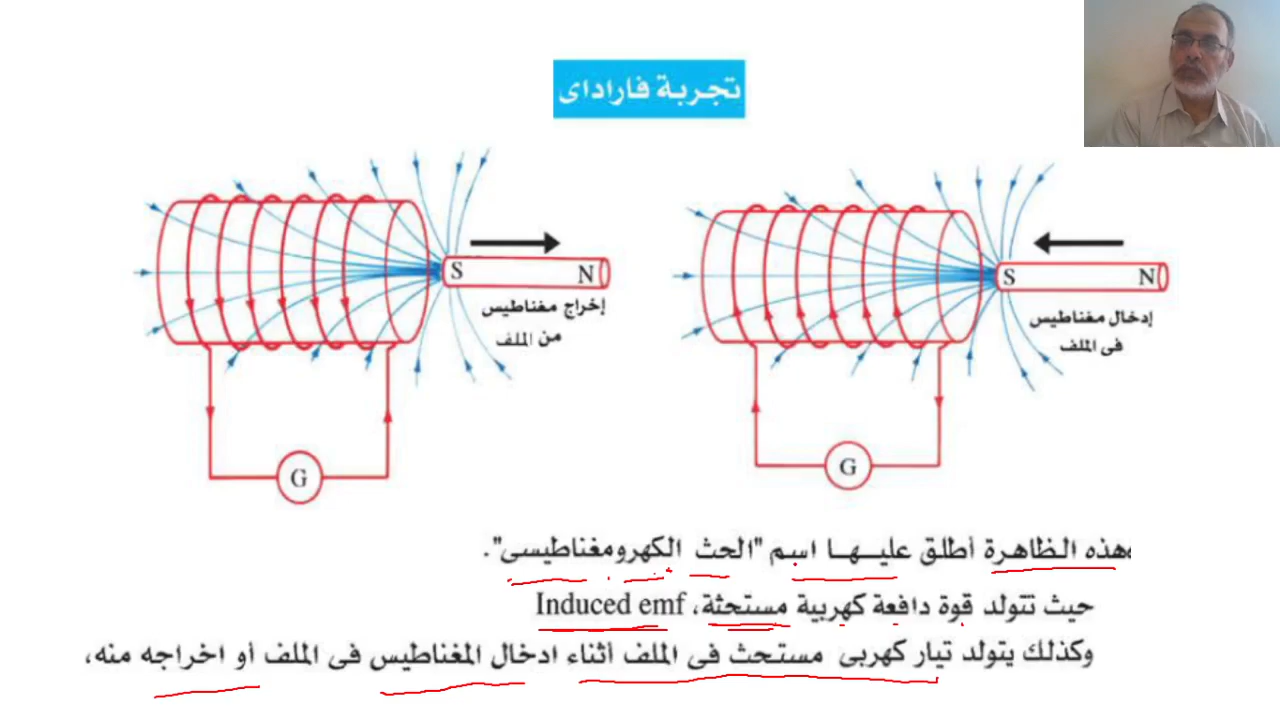 تجربة فاراداى
S N
إخراج مغناطيس
من الملف
G
S N
إدخال مغناطيس
فى الملف
G
هذه الظاهرة أطلق عليها اسم "الحث الكهرومغناطيسى".
حيث تتولد قوة دافعة كهربية مستحثة، Induced emf
وكذلك يتولد تيار كهربى مستحث فى الملف أثناء ادخال المغناطيس فى الملف أو اخراجه منه،